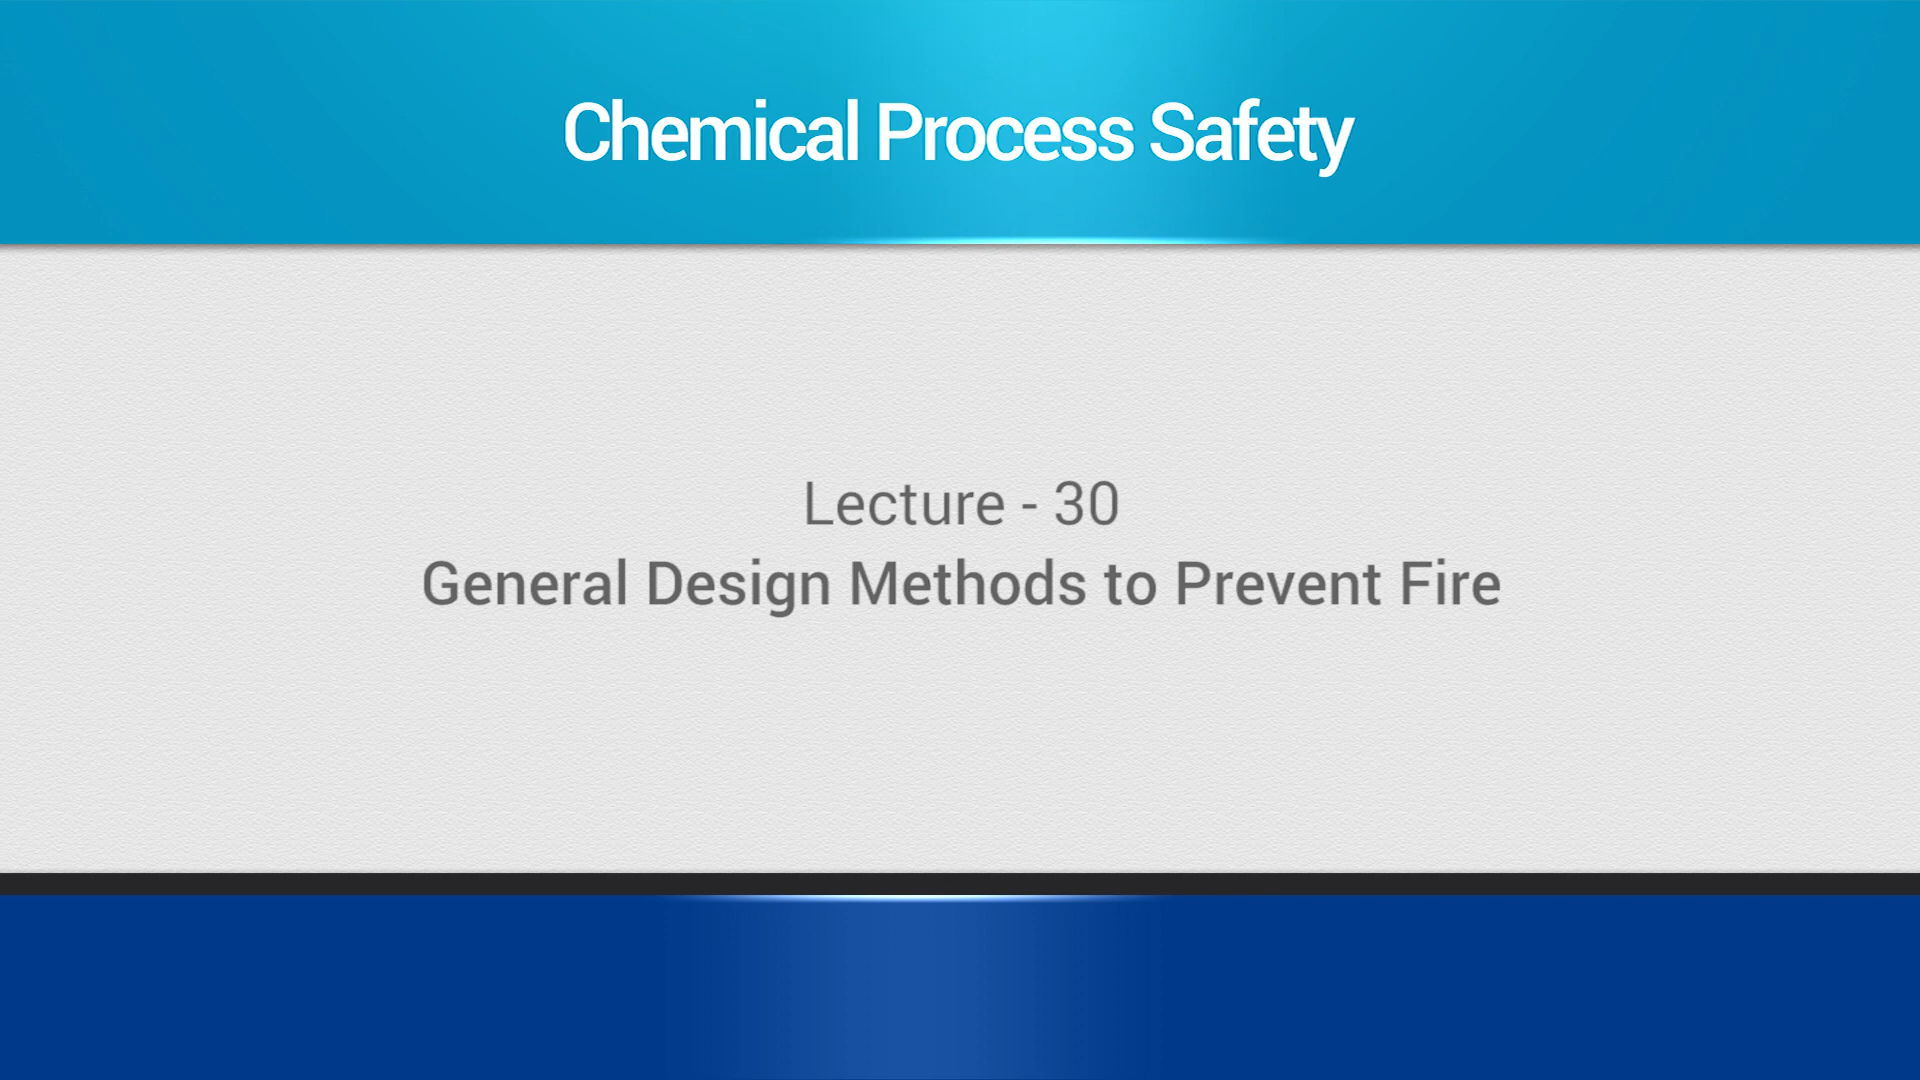 Chemical Process Safety
Lecture - 30
General Design Methods to Prevent Fire